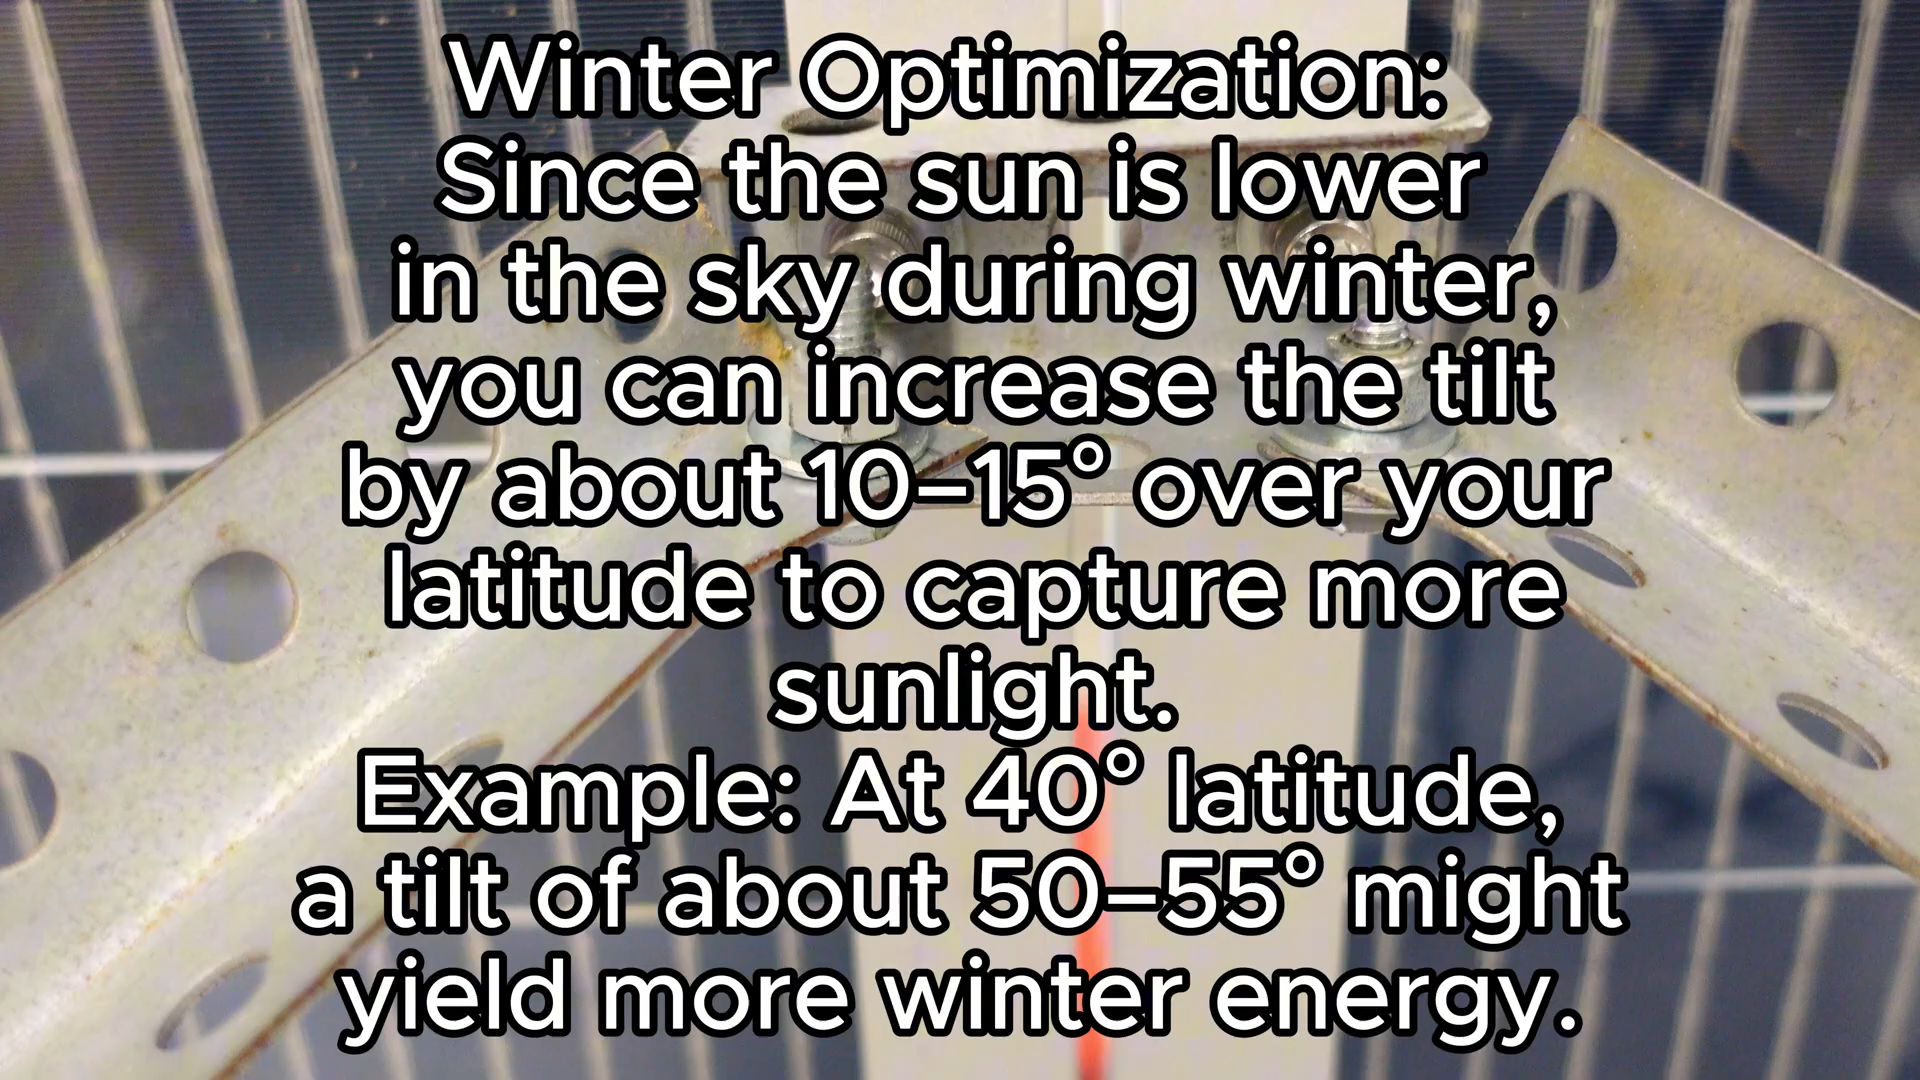 Winter Optimization:
Since the sun is lower
in the sky during winter,
you can increase the tilt
by about 10–15° over your
latitude to capture more
sunlight.
Example: At 40° latitude,
a tilt of about 50–55° might
yield more winter energy.